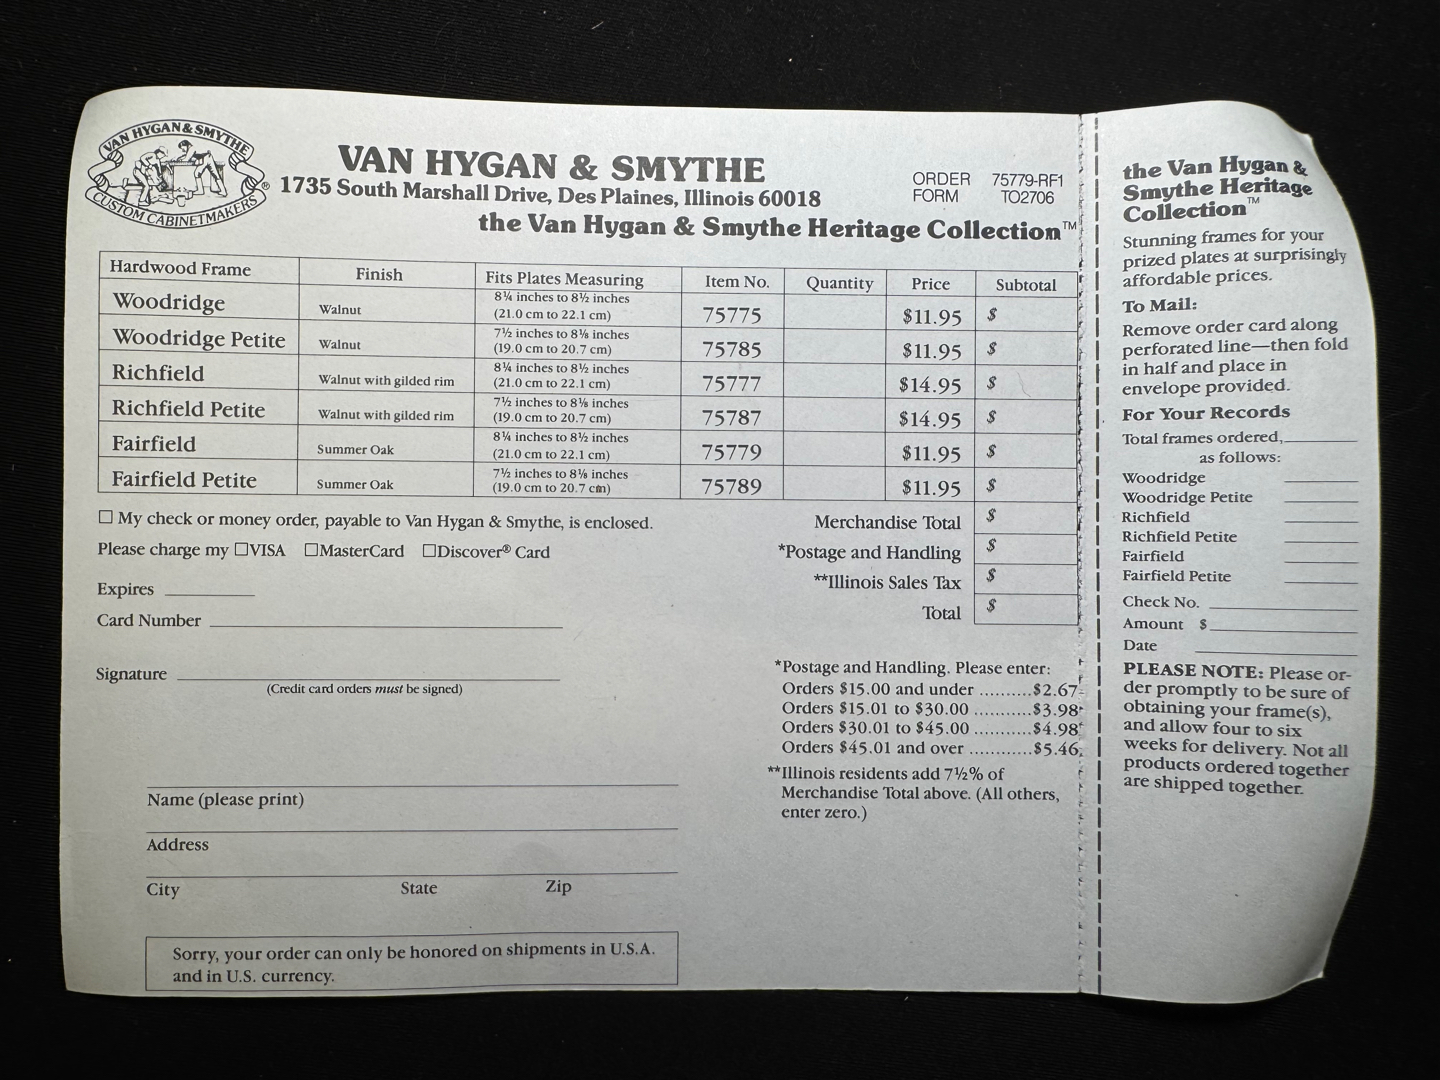 VAN HYGAN & SMYTHE
CUSTOM CABINETMAKERS
®
VAN HYGAN & SMYTHE
1735 South Marshall Drive, Des Plaines, Illinois 60018
the Van Hygan & Smythe Heritage Collection™
ORDER 75779-RF1
FORM TO2706
Hardwood Frame Finish Fits Plates Measuring Item No. Quantity Price Subtotal
Woodridge Walnut 8¼ inches to 8½ inches (21.0 cm to 22.1 cm) 75775 $11.95 $
Woodridge Petite Walnut 7½ inches to 8⅛ inches (19.0 cm to 20.7 cm) 75785 $11.95 $
Richfield Walnut with gilded rim 8¼ inches to 8½ inches (21.0 cm to 22.1 cm) 75777 $14.95 $
Richfield Petite Walnut with gilded rim 7½ inches to 8⅛ inches (19.0 cm to 20.7 cm) 75787 $14.95 $
Fairfield Summer Oak 8¼ inches to 8½ inches (21.0 cm to 22.1 cm) 75779 $11.95 $
Fairfield Petite Summer Oak 7½ inches to 8⅛ inches (19.0 cm to 20.7 cm) 75789 $11.95 $
☐ My check or money order, payable to Van Hygan & Smythe, is enclosed.
Please charge my ☐VISA ☐MasterCard ☐Discover® Card
Expires
Card Number
Signature
(Credit card orders must be signed)
Merchandise Total $
*Postage and Handling $
**Illinois Sales Tax $
Total $
*Postage and Handling. Please enter:
Orders $15.00 and under ..........$2.67
Orders $15.01 to $30.00 ...........$3.98
Orders $30.01 to $45.00 ...........$4.98
Orders $45.01 and over ............$5.46
**Illinois residents add 7½% of
Merchandise Total above. (All others,
enter zero.)
Name (please print)
Address
City State Zip
Sorry, your order can only be honored on shipments in U.S.A.
and in U.S. currency.
the Van Hygan &
Smythe Heritage
Collection™
Stunning frames for your
prized plates at surprisingly
affordable prices.
To Mail:
Remove order card along
perforated line—then fold
in half and place in
envelope provided.
For Your Records
Total frames ordered,
as follows:
Woodridge
Woodridge Petite
Richfield
Richfield Petite
Fairfield
Fairfield Petite
Check No.
Amount $
Date
PLEASE NOTE: Please or-
der promptly to be sure of
obtaining your frame(s),
and allow four to six
weeks for delivery. Not all
products ordered together
are shipped together.